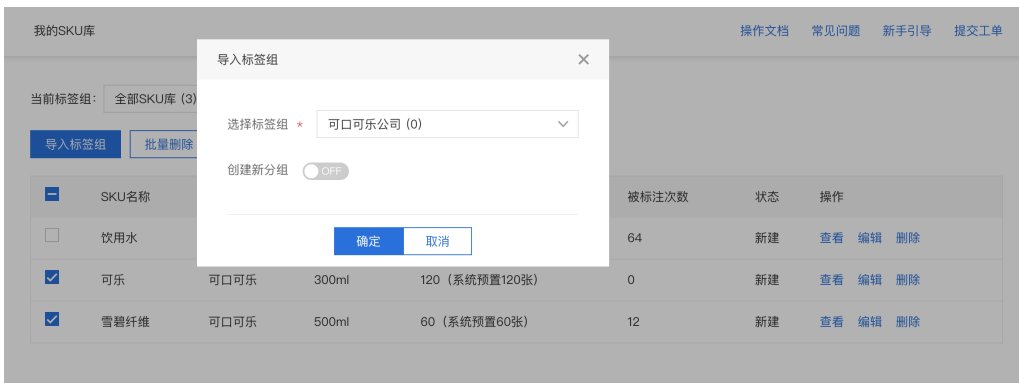 我的SKU库 操作文档 常见问题 新手引导 提交工单
导入标签组
当前标签组： 全部SKU库 (3)
选择标签组 * 可口可乐公司 (0)
导入标签组 批量删除
创建新分组 OFF
SKU名称 被标注次数 状态 操作
确定 取消
饮用水 64 新建 查看 编辑 删除
可乐 可口可乐 300ml 120（系统预置120张） 0 新建 查看 编辑 删除
雪碧纤维 可口可乐 500ml 60（系统预置60张） 12 新建 查看 编辑 删除